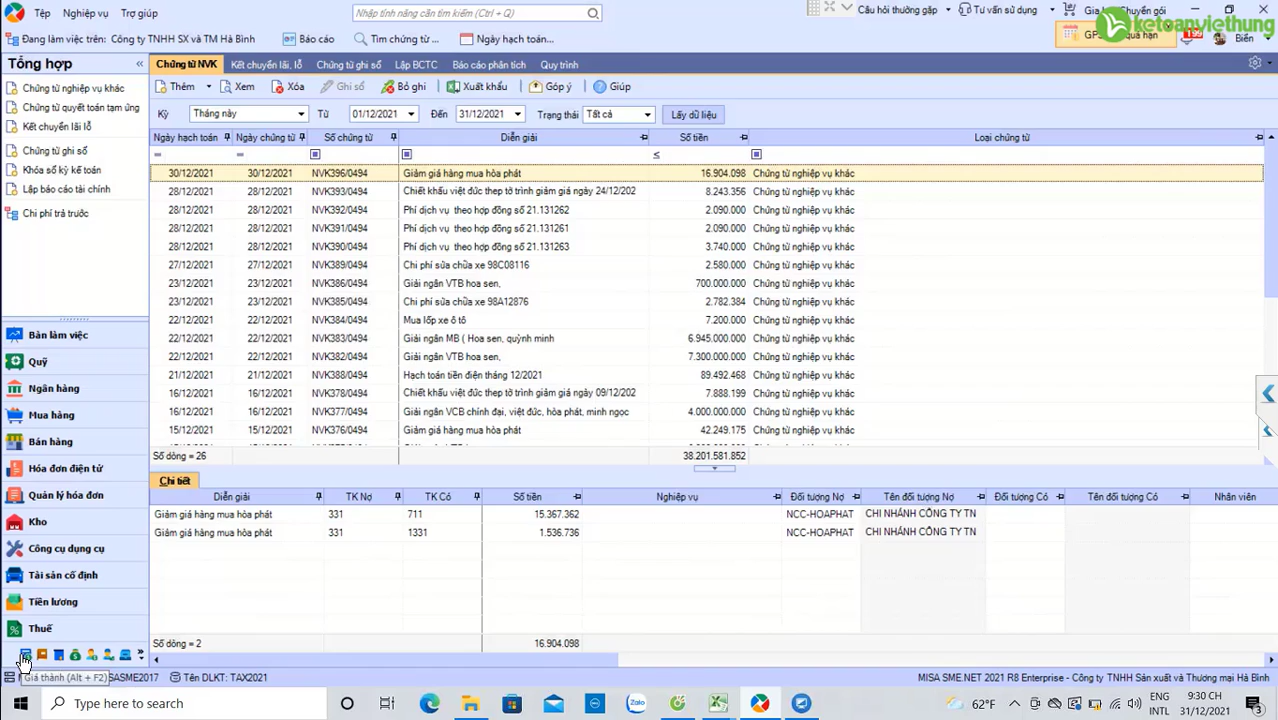 Tệp Nghiệp vụ Trợ giúp Nhập tính năng cần tìm kiếm (Ctrl + Q) Câu hỏi thường gặp Tư vấn sử dụng Chuyển gói
ketoanviethung
Đang làm việc trên: Công ty TNHH SX và TM Hà Bình Báo cáo Tìm chứng từ ... Ngày hạch toán... 199 Biển
Tổng hợp «
Chứng từ NVK Kết chuyển lãi, lỗ Chứng từ ghi sổ Lập BCTC Báo cáo phân tích Quy trình
Thêm Xem Xóa Ghi sổ Bỏ ghi Xuất khẩu Góp ý Giúp
Kỳ Tháng này Từ 01/12/2021 Đến 31/12/2021 Trạng thái Tất cả Lấy dữ liệu
Chứng từ nghiệp vụ khác
Chứng từ quyết toán tạm ứng
Kết chuyển lãi lỗ
Chứng từ ghi sổ
Khóa sổ kỳ kế toán
Lập báo cáo tài chính
Chi phí trả trước
Bàn làm việc
Quỹ
Ngân hàng
Mua hàng
Bán hàng
Hóa đơn điện tử
Quản lý hóa đơn
Kho
Công cụ dụng cụ
Tài sản cố định
Tiền lương
Thuế
Ngày hạch toán Ngày chứng từ Số chứng từ Diễn giải Số tiền Loại chứng từ
= = ≤
30/12/2021 30/12/2021 NVK396/0494 Giảm giá hàng mua hòa phát 16.904.098 Chứng từ nghiệp vụ khác
28/12/2021 28/12/2021 NVK393/0494 Chiết khấu việt đức thep tờ trình giảm giá ngày 24/12/202 8.243.356 Chứng từ nghiệp vụ khác
28/12/2021 28/12/2021 NVK392/0494 Phí dịch vụ theo hợp đồng số 21.131262 2.090.000 Chứng từ nghiệp vụ khác
28/12/2021 28/12/2021 NVK391/0494 Phí dịch vụ theo hợp đồng số 21.131261 2.090.000 Chứng từ nghiệp vụ khác
28/12/2021 28/12/2021 NVK390/0494 Phí dịch vụ theo hợp đồng số 21.131263 3.740.000 Chứng từ nghiệp vụ khác
27/12/2021 27/12/2021 NVK389/0494 Chi phí sửa chữa xe 98C08116 2.580.000 Chứng từ nghiệp vụ khác
23/12/2021 23/12/2021 NVK386/0494 Giải ngân VTB hoa sen, 700.000.000 Chứng từ nghiệp vụ khác
23/12/2021 23/12/2021 NVK385/0494 Chi phí sửa chữa xe 98A12876 2.782.384 Chứng từ nghiệp vụ khác
22/12/2021 22/12/2021 NVK384/0494 Mua lốp xe ô tô 7.200.000 Chứng từ nghiệp vụ khác
22/12/2021 22/12/2021 NVK383/0494 Giải ngân MB ( Hoa sen, quỳnh minh 6.945.000.000 Chứng từ nghiệp vụ khác
22/12/2021 22/12/2021 NVK382/0494 Giải ngân VTB hoa sen, 7.300.000.000 Chứng từ nghiệp vụ khác
21/12/2021 21/12/2021 NVK388/0494 Hạch toán tiền điện tháng 12/2021 89.492.468 Chứng từ nghiệp vụ khác
16/12/2021 16/12/2021 NVK378/0494 Chiết khấu việt đức thep tờ trình giảm giá ngày 09/12/202 7.888.199 Chứng từ nghiệp vụ khác
16/12/2021 16/12/2021 NVK377/0494 Giải ngân VCB chính đại, việt đức, hòa phát, minh ngọc 4.000.000.000 Chứng từ nghiệp vụ khác
15/12/2021 15/12/2021 NVK376/0494 Giảm giá hàng mua hòa phát 42.249.175 Chứng từ nghiệp vụ khác
Số dòng = 26 38.201.581.852
Chi tiết
Diễn giải TK Nợ TK Có Số tiền Nghiệp vụ Đối tượng Nợ Tên đối tượng Nợ Đối tượng Có Tên đối tượng Có Nhân viên
Giảm giá hàng mua hòa phát 331 711 15.367.362 NCC-HOAPHAT CHI NHÁNH CÔNG TY TN
Giảm giá hàng mua hòa phát 331 1331 1.536.736 NCC-HOAPHAT CHI NHÁNH CÔNG TY TN
Số dòng = 2 16.904.098
Giá thành (Alt + F2) SASME2017 Tên DLKT: TAX2021 MISA SME.NET 2021 R8 Enterprise - Công ty TNHH Sản xuất và Thương mại Hà Bình
Type here to search Zalo 62°F ENG 9:30 CH
INTL 31/12/2021 3